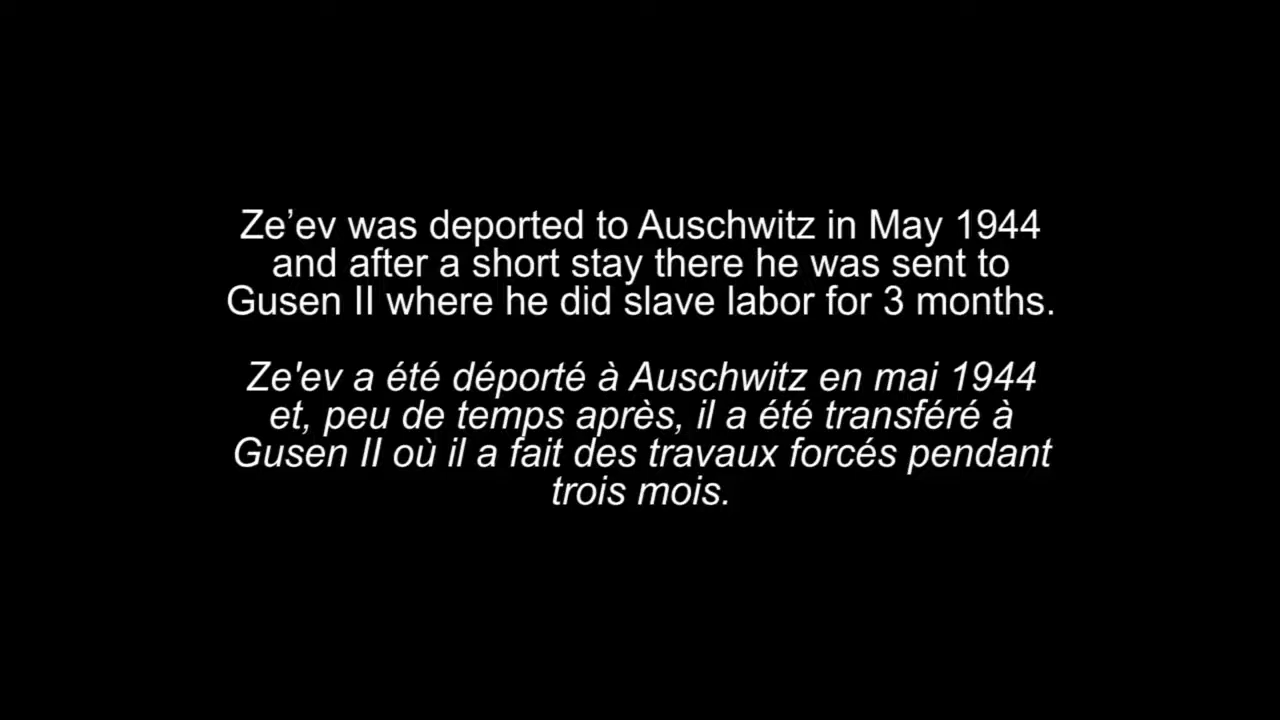 Ze’ev was deported to Auschwitz in May 1944
and after a short stay there he was sent to
Gusen II where he did slave labor for 3 months.
Ze'ev a été déporté à Auschwitz en mai 1944
et, peu de temps après, il a été transféré à
Gusen II où il a fait des travaux forcés pendant
trois mois.